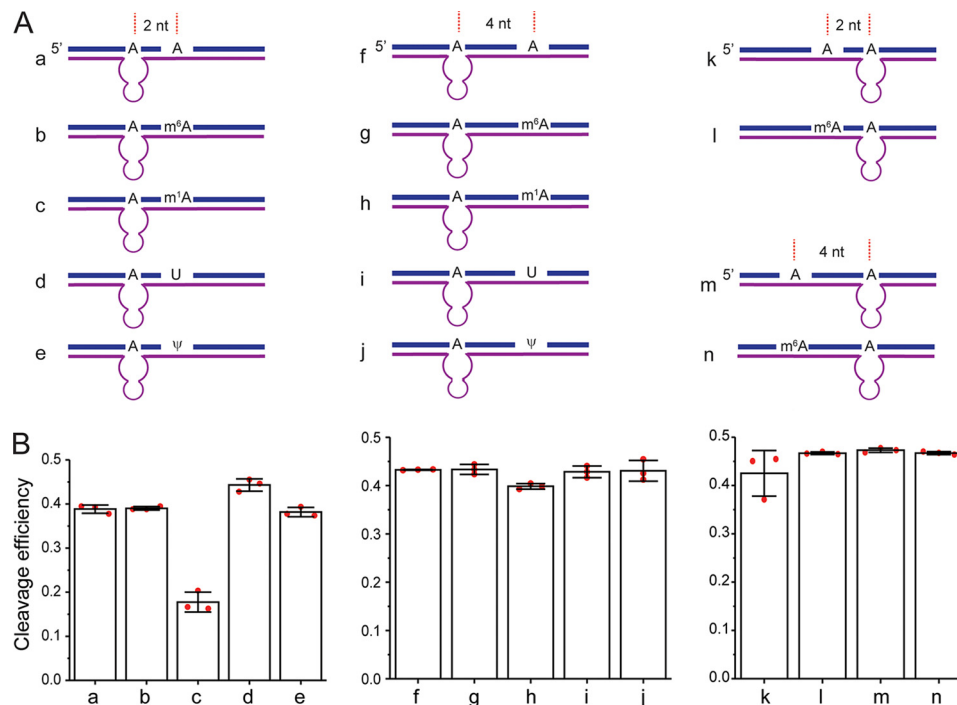 A
2 nt
4 nt
2 nt
5’ A A
5’ A A
5’ A A
a
f
k
A m⁶A
A m⁶A
m⁶A A
b
g
l
A m¹A
A m¹A
c
h
4 nt
A U
A U
5’ A A
d
i
m
A ψ
A ψ
m⁶A A
e
j
n
B
Cleavage efficiency
0.5
0.4
0.3
0.2
0.1
0.0
a b c d e
0.5
0.4
0.3
0.2
0.1
0.0
f g h i j
0.5
0.4
0.3
0.2
0.1
0.0
k l m n